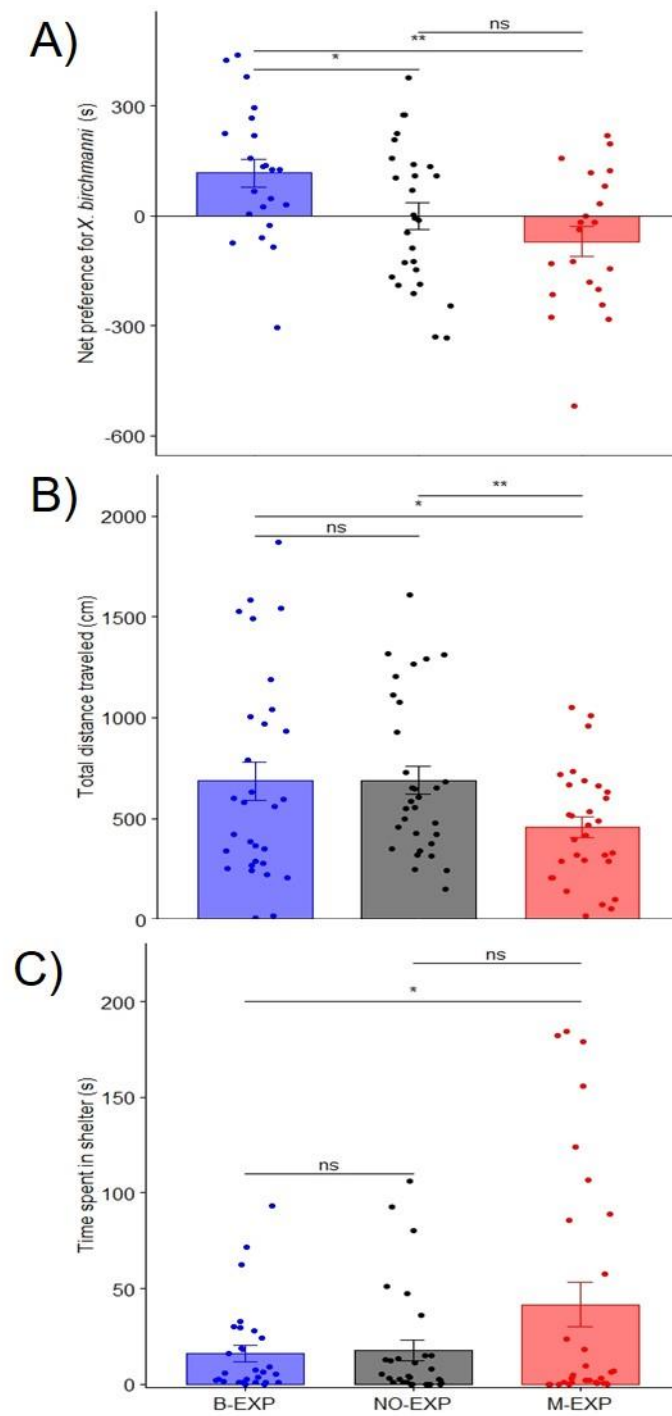 A)
ns
**
*
Net preference for X. birchmanni (s)
300
0
-300
-600
B)
**
*
ns
Total distance traveled (cm)
2000
1500
1000
500
0
C)
ns
*
ns
Time spent in shelter (s)
200
150
100
50
0
B-EXP NO-EXP M-EXP